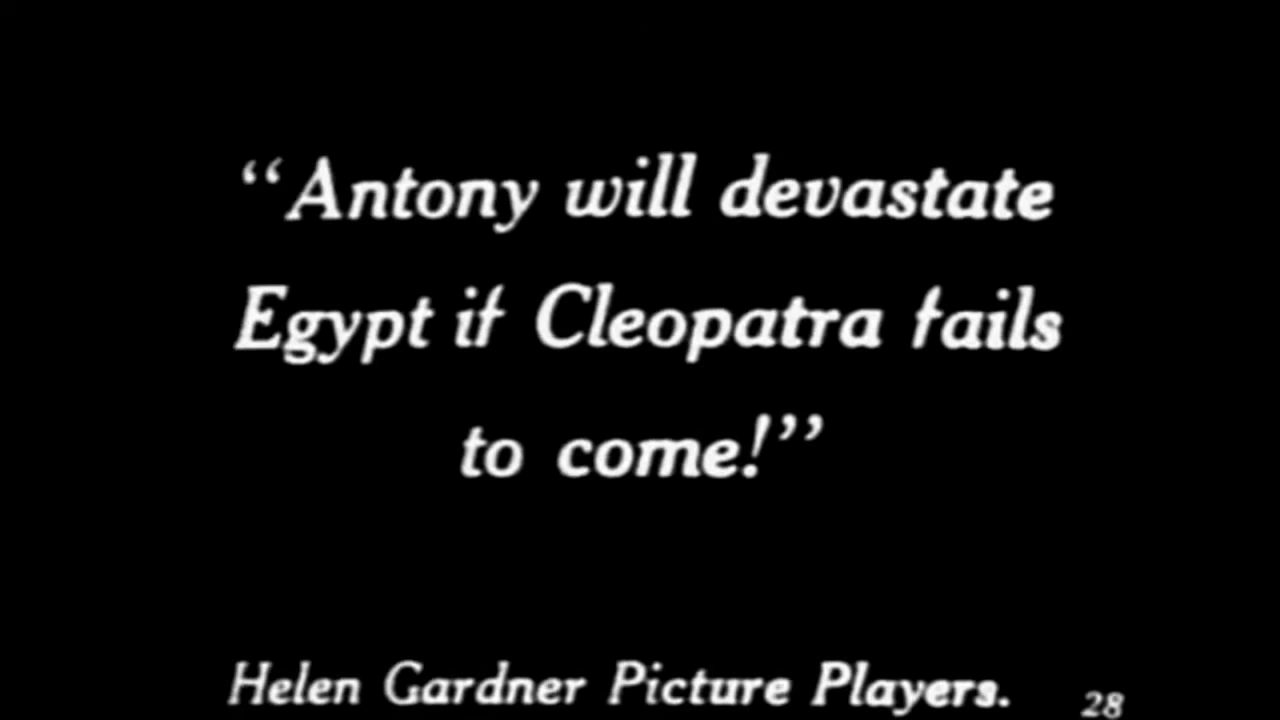 “Antony will devastate
Egypt if Cleopatra fails
to come!”
Helen Gardner Picture Players. 28